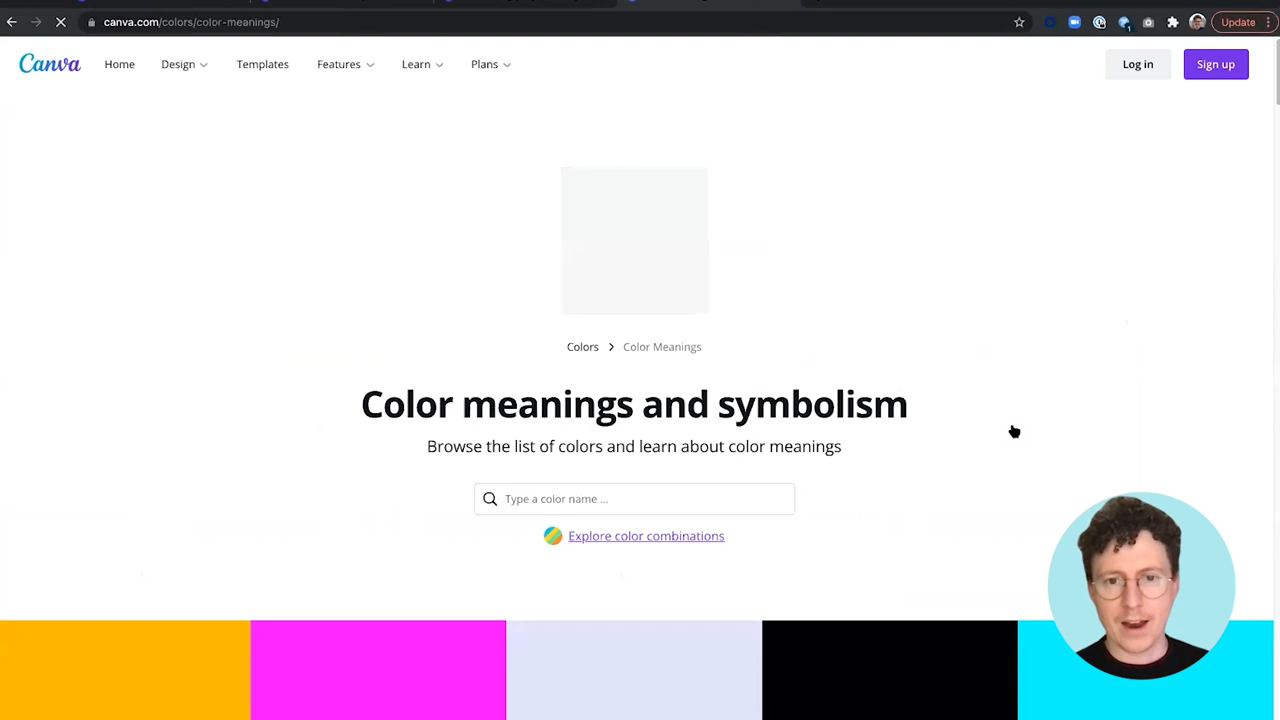 canva.com/colors/color-meanings/
Update
Canva
Home
Design
Templates
Features
Learn
Plans
Log in
Sign up
Colors
Color Meanings
Color meanings and symbolism
Browse the list of colors and learn about color meanings
Type a color name ...
Explore color combinations